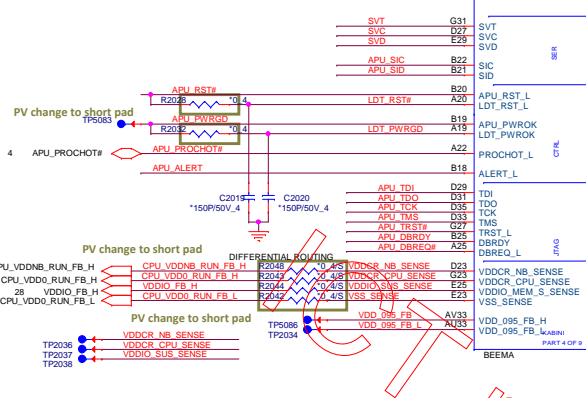 SVT G31 SVT
SVC D27 SVC
SVD E29 SVD
SER
APU_SIC B22 SIC
APU_SID B21 SID
APU_RST# B20 APU_RST_L
R2028 *0_4 LDT_RST# A20 LDT_RST_L
PV change to short pad
TP5083 APU_PWRGD B19 APU_PWROK
R2032 *0_4 LDT_PWRGD A19 LDT_PWROK
CTRL
4 APU_PROCHOT# APU_PROCHOT# A22 PROCHOT_L
APU_ALERT B18 ALERT_L
C2019 C2020
*150P/50V_4 *150P/50V_4
APU_TDI D29 TDI
APU_TDO D31 TDO
APU_TCK D35 TCK
APU_TMS D33 TMS
APU_TRST# G27 TRST_L
APU_DBRDY B25 DBRDY
APU_DBREQ# A25 DBREQ_L
JTAG
PV change to short pad
DIFFERENTIAL ROUTING
PU_VDDNB_RUN_FB_H CPU_VDDNB_RUN_FB_H R2048 *0_4/S VDDCR_NB_SENSE D23 VDDCR_NB_SENSE
CPU_VDD0_RUN_FB_H CPU_VDD0_RUN_FB_H R2043 *0_4/S VDDCR_CPU_SENSE G23 VDDCR_CPU_SENSE
28 VDDIO_FB_H VDDIO_FB_H R2044 *0_4/S VDDIO_SUS_SENSE E25 VDDIO_MEM_S_SENSE
CPU_VDD0_RUN_FB_L CPU_VDD0_RUN_FB_L R2042 *0_4/S VSS_SENSE E23 VSS_SENSE
PV change to short pad
TP5086 VDD_095_FB AV33 VDD_095_FB_H
TP2034 VDD_095_FB_L AU33 VDD_095_FB_L
KABINI
PART 4 OF 9
BEEMA
TP2036 VDDCR_NB_SENSE
TP2037 VDDCR_CPU_SENSE
TP2038 VDDIO_SUS_SENSE